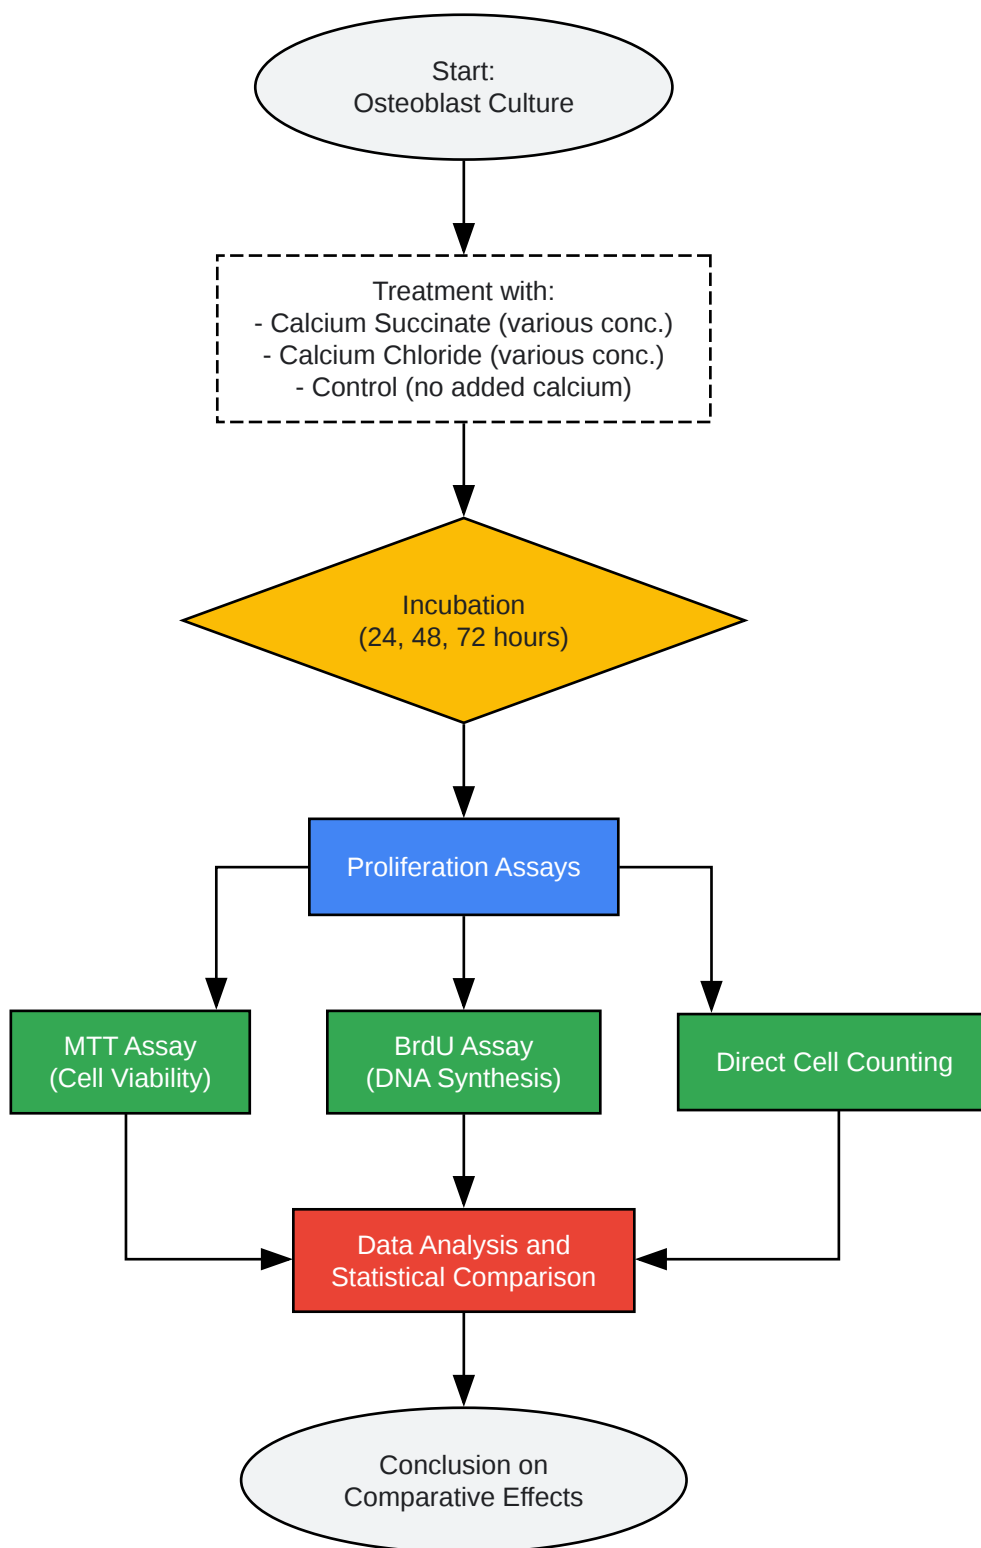 Start:
Osteoblast Culture
Treatment with:
- Calcium Succinate (various conc.)
- Calcium Chloride (various conc.)
- Control (no added calcium)
Incubation
(24, 48, 72 hours)
Proliferation Assays
MTT Assay
(Cell Viability)
BrdU Assay
(DNA Synthesis)
Direct Cell Counting
Data Analysis and
Statistical Comparison
Conclusion on
Comparative Effects